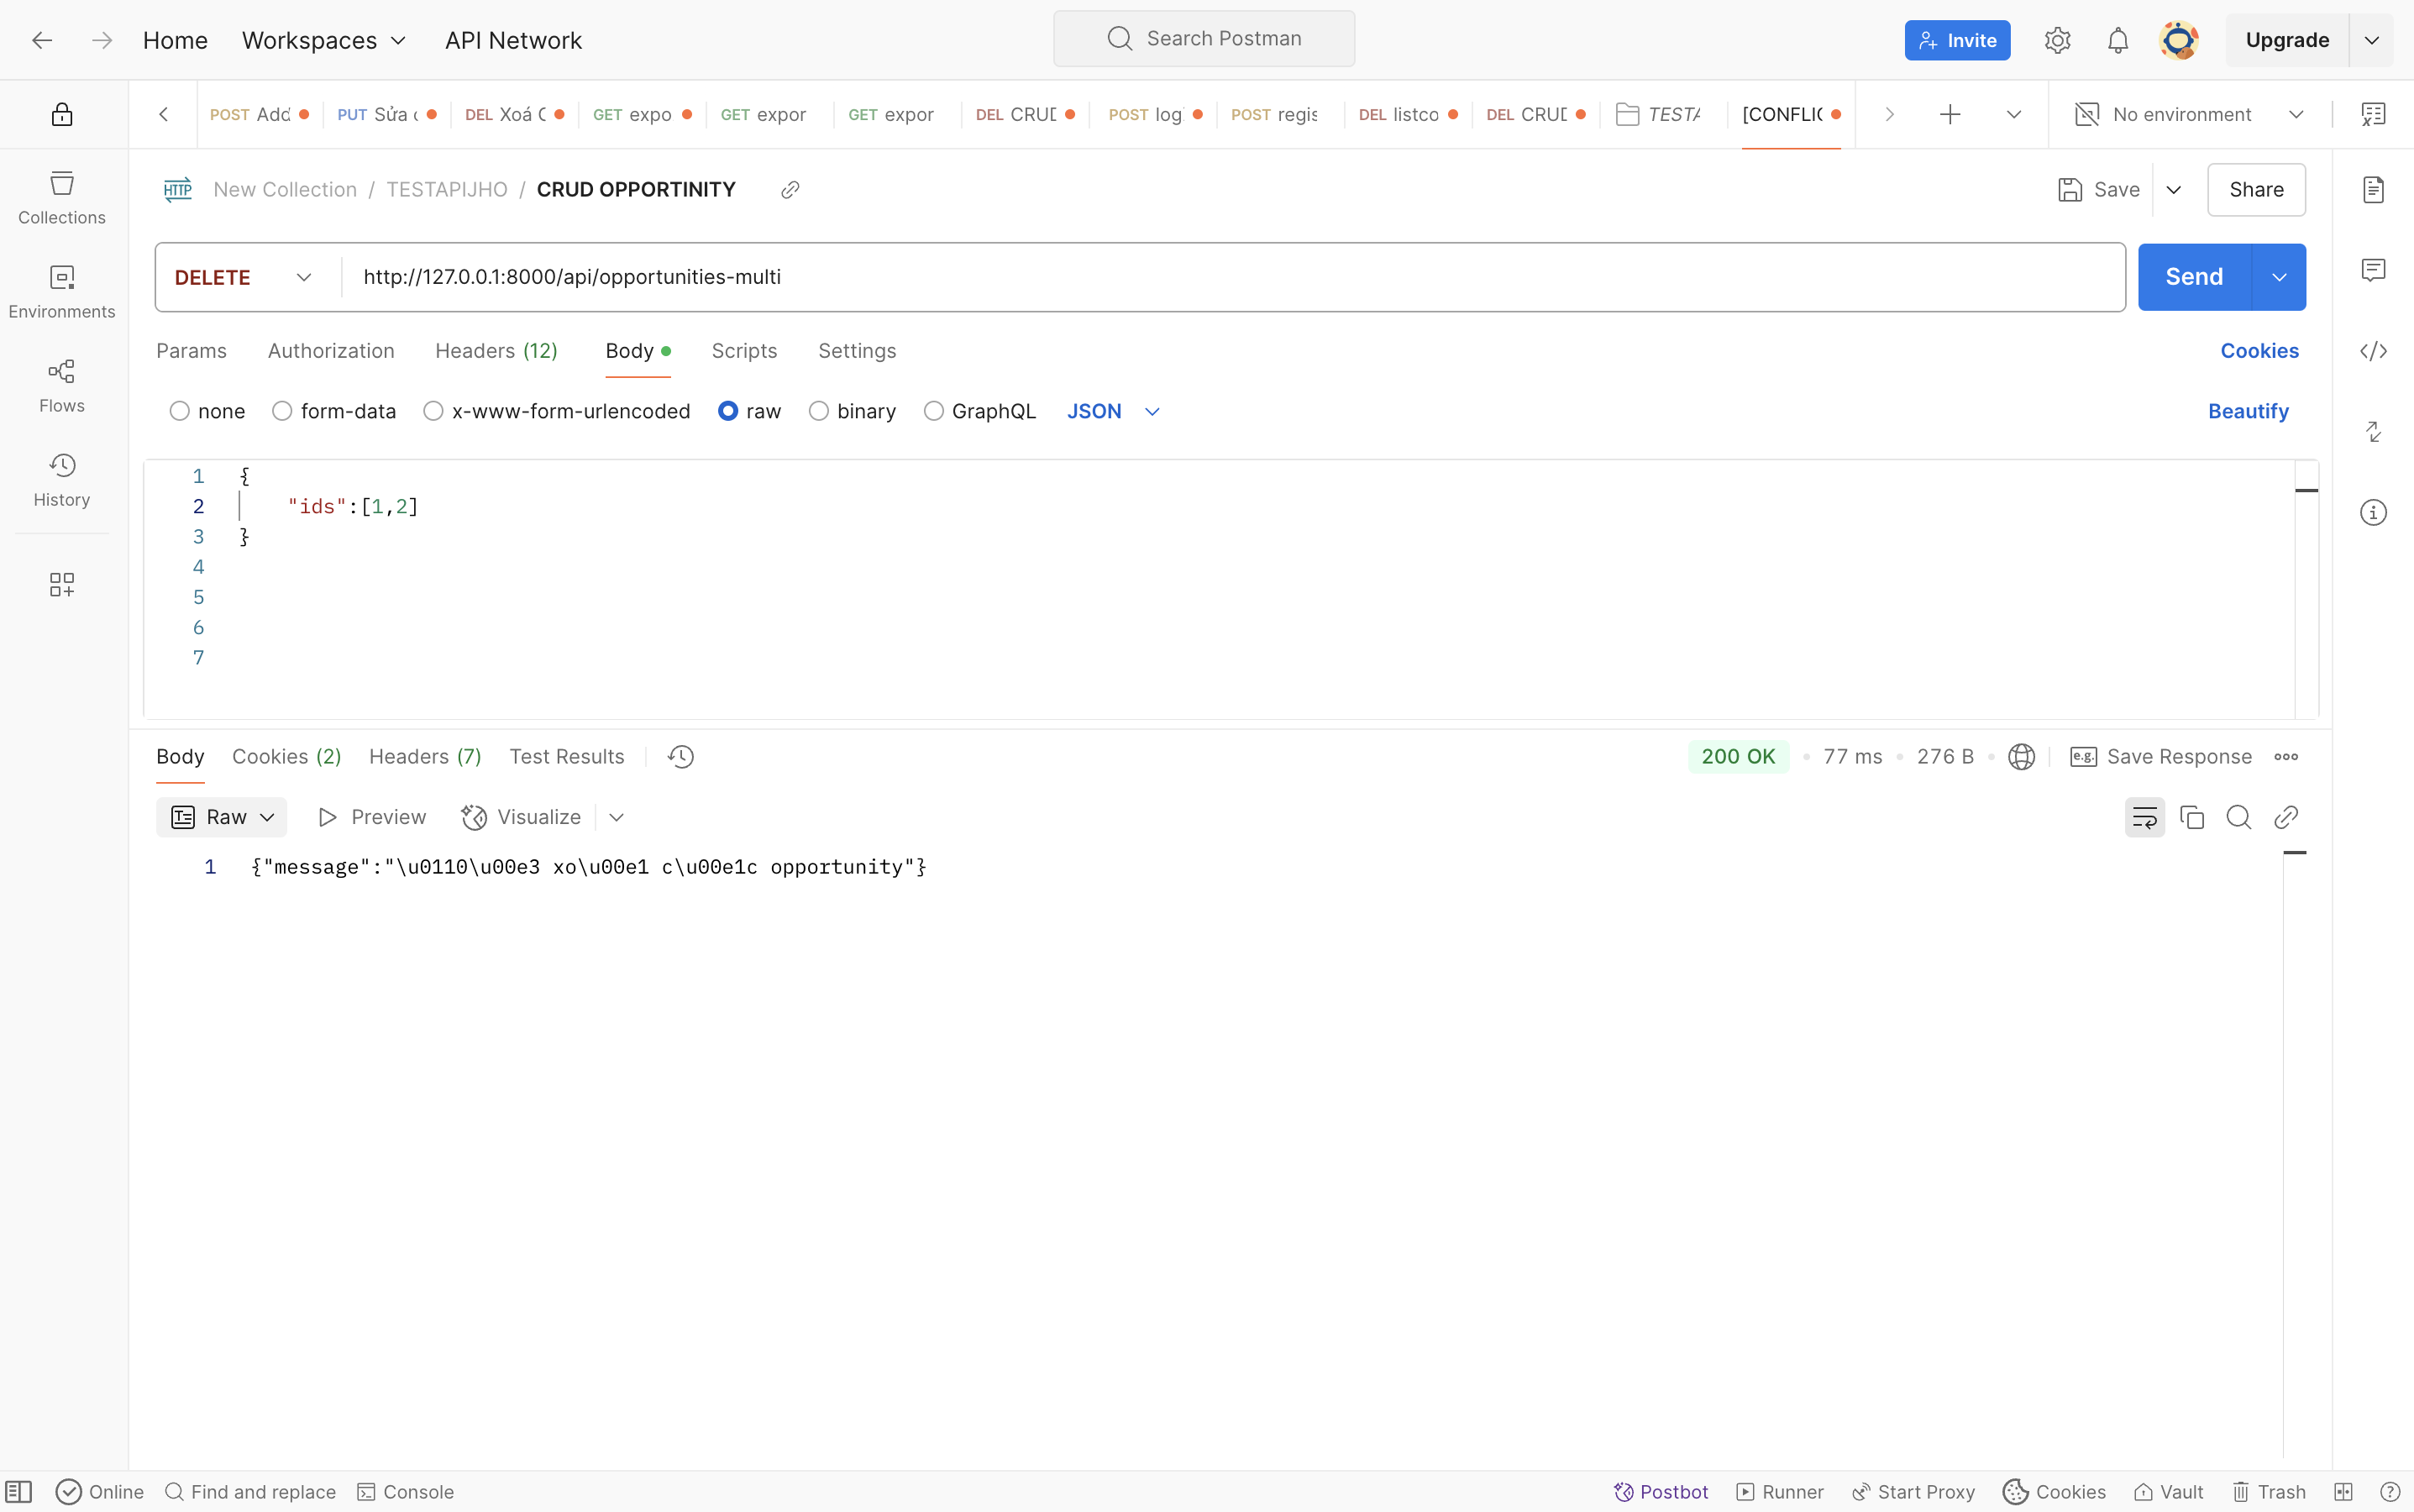 Home Workspaces API Network Search Postman Invite Upgrade
POST Add PUT Sửa DEL Xoá GET expo GET expor GET expor DEL CRUD POST log POST regis DEL listco DEL CRUD TESTA [CONFLIC No environment
HTTP New Collection / TESTAPIJHO / CRUD OPPORTINITY Save Share
Collections
DELETE http://127.0.0.1:8000/api/opportunities-multi Send
Environments
Params Authorization Headers (12) Body Scripts Settings Cookies
Flows
none form-data x-www-form-urlencoded raw binary GraphQL JSON Beautify
History
1 {
2 "ids":[1,2]
3 }
4
5
6
7
Body Cookies (2) Headers (7) Test Results 200 OK • 77 ms • 276 B • e.g. Save Response
Raw Preview Visualize
1 {"message":"\u0110\u00e3 xo\u00e1 c\u00e1c opportunity"}
Online Find and replace Console Postbot Runner Start Proxy Cookies Vault Trash